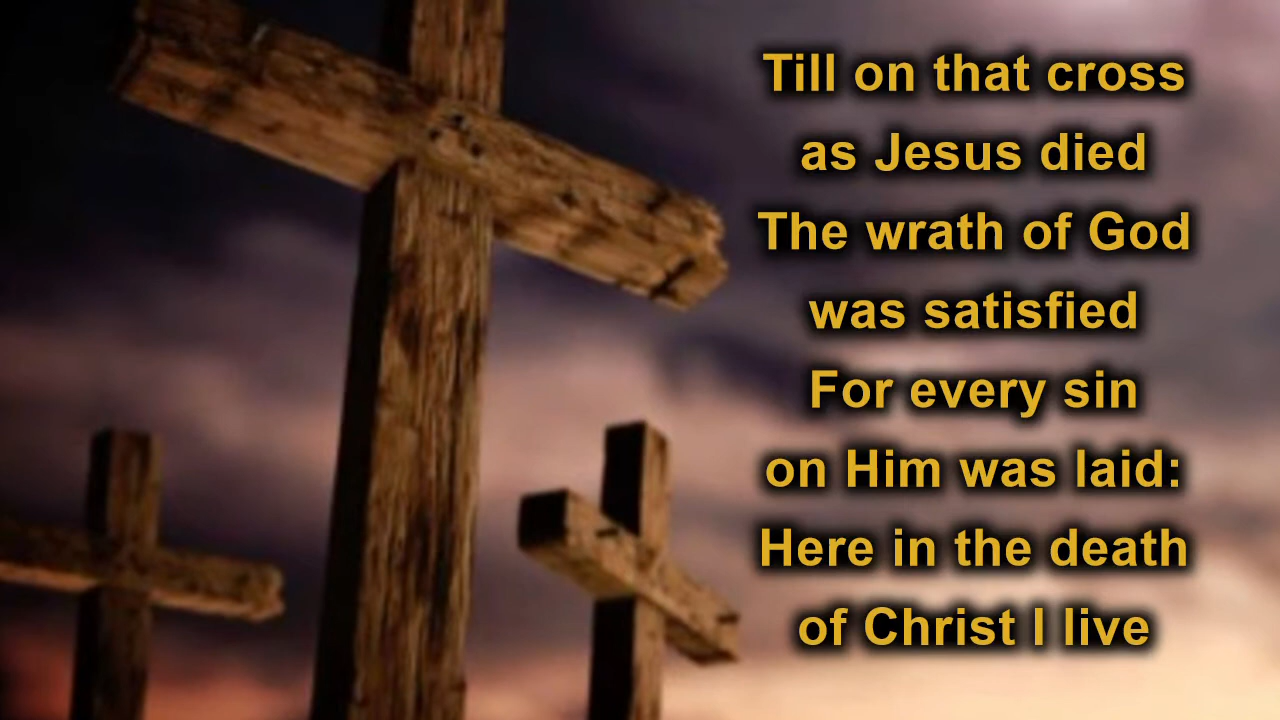 Till on that cross
as Jesus died
The wrath of God
was satisfied
For every sin
on Him was laid:
Here in the death
of Christ I live